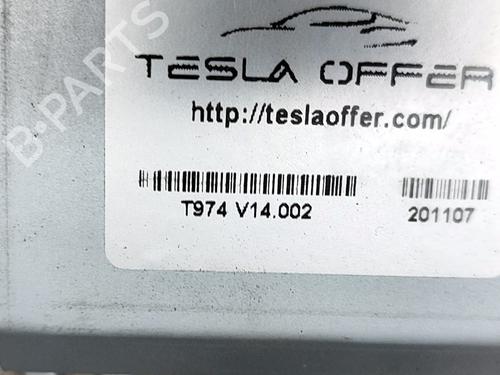 B-PARTS
TESLA OFFER
http://teslaoffer.com/
T974 V14.002
201107